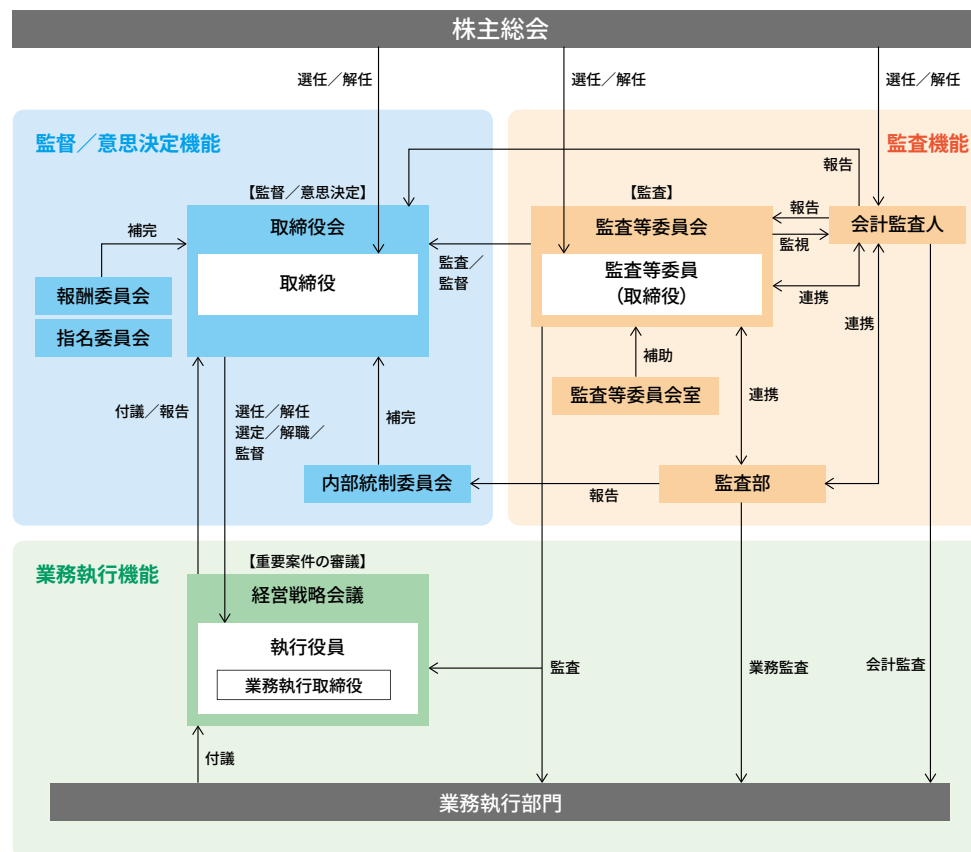 株主総会
選任／解任
選任／解任
選任／解任
監督／意思決定機能
監査機能
報告
【監督／意思決定】
【監査】
取締役会
監査等委員会
報告
会計監査人
補完
監視
監査／
監督
取締役
監査等委員
（取締役）
報酬委員会
連携
指名委員会
連携
補助
監査等委員会室
連携
付議／報告
選任／解任
選定／解職／
監督
補完
内部統制委員会
報告
監査部
業務執行機能
【重要案件の審議】
経営戦略会議
執行役員
業務執行取締役
監査
業務監査
会計監査
付議
業務執行部門